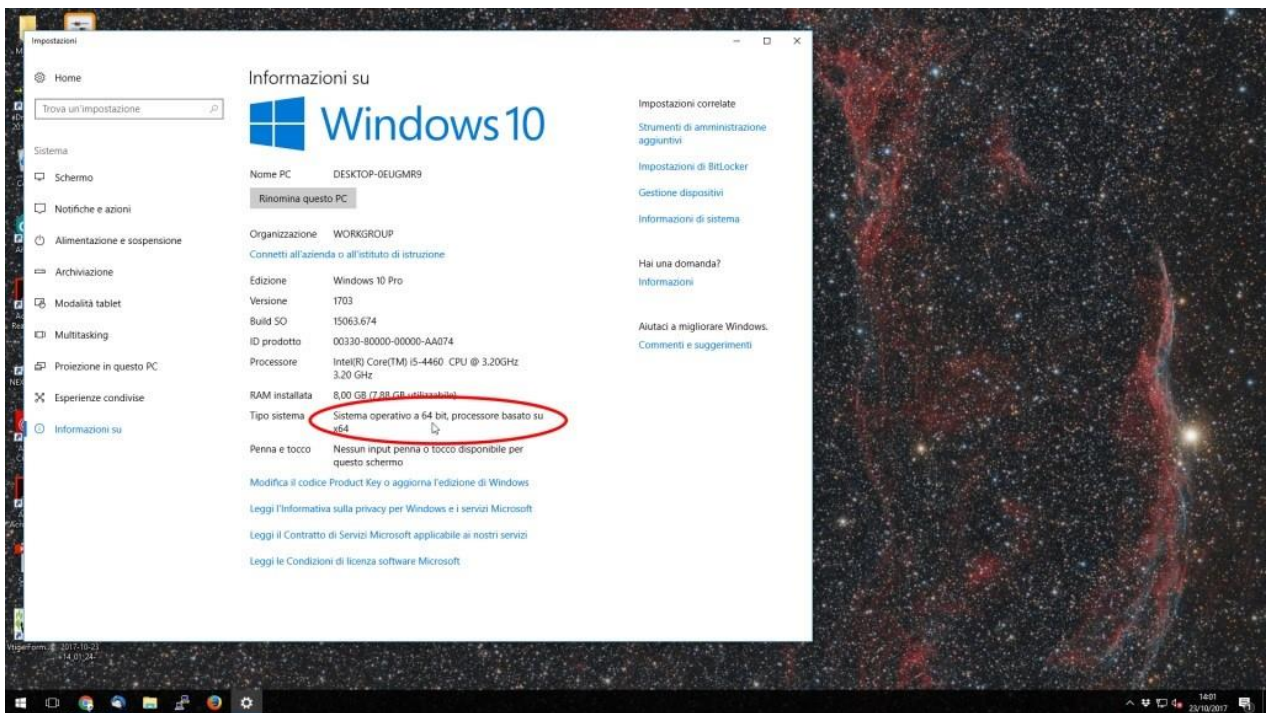 Impostazioni
Home
Trova un'impostazione
Sistema
Schermo
Notifiche e azioni
Alimentazione e sospensione
Archiviazione
Modalità tablet
Multitasking
Proiezione in questo PC
Esperienze condivise
Informazioni su
Informazioni su
Windows 10
Nome PC DESKTOP-0EUGMR9
Rinomina questo PC
Organizzazione WORKGROUP
Connetti all'azienda o all'istituto di istruzione
Edizione Windows 10 Pro
Versione 1703
Build SO 15063.674
ID prodotto 00330-80000-00000-AA074
Processore Intel(R) Core(TM) i5-4460 CPU @ 3.20GHz
3.20 GHz
RAM installata 8,00 GB (7,88 GB utilizzabile)
Tipo sistema Sistema operativo a 64 bit, processore basato su
x64
Penna e tocco Nessun input penna o tocco disponibile per
questo schermo
Modifica il codice Product Key o aggiorna l'edizione di Windows
Leggi l'Informativa sulla privacy per Windows e i servizi Microsoft
Leggi il Contratto di Servizi Microsoft applicabile ai nostri servizi
Leggi le Condizioni di licenza software Microsoft
Impostazioni correlate
Strumenti di amministrazione
aggiuntivi
Impostazioni di BitLocker
Gestione dispositivi
Informazioni di sistema
Hai una domanda?
Informazioni
Aiutaci a migliorare Windows.
Commenti e suggerimenti
2017-10-23
14:01
23/10/2017